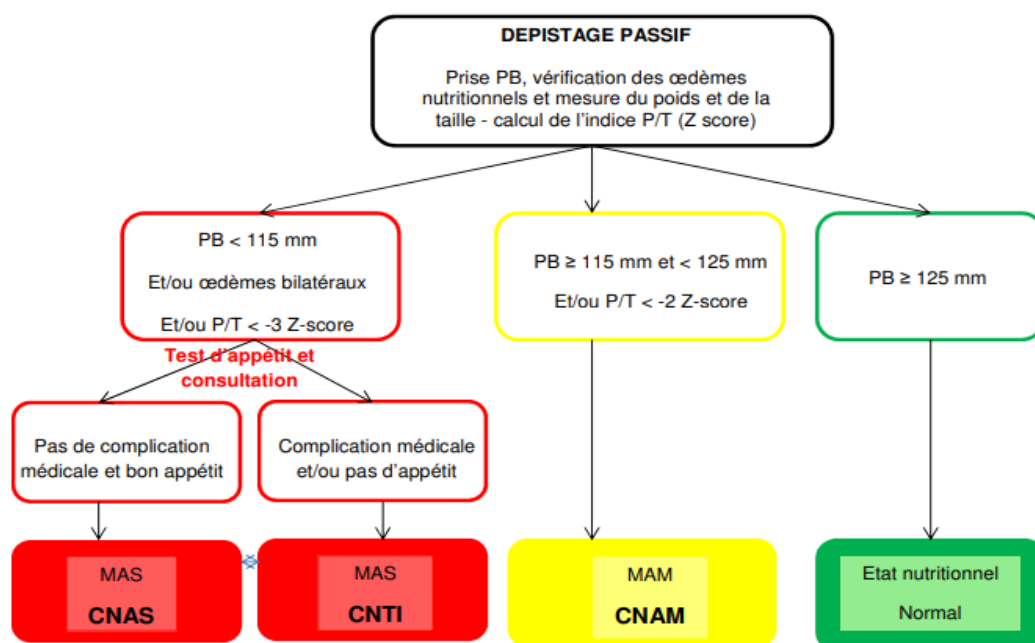 DEPISTAGE PASSIF
Prise PB, vérification des œdèmes
nutritionnels et mesure du poids et de la
taille - calcul de l'indice P/T (Z score)
PB < 115 mm
Et/ou œdèmes bilatéraux
Et/ou P/T < -3 Z-score
PB ≥ 115 mm et < 125 mm
Et/ou P/T < -2 Z-score
PB ≥ 125 mm
Test d'appétit et
consultation
Pas de complication
médicale et bon appétit
Complication médicale
et/ou pas d'appétit
MAS
CNAS
MAS
CNTI
MAM
CNAM
Etat nutritionnel
Normal